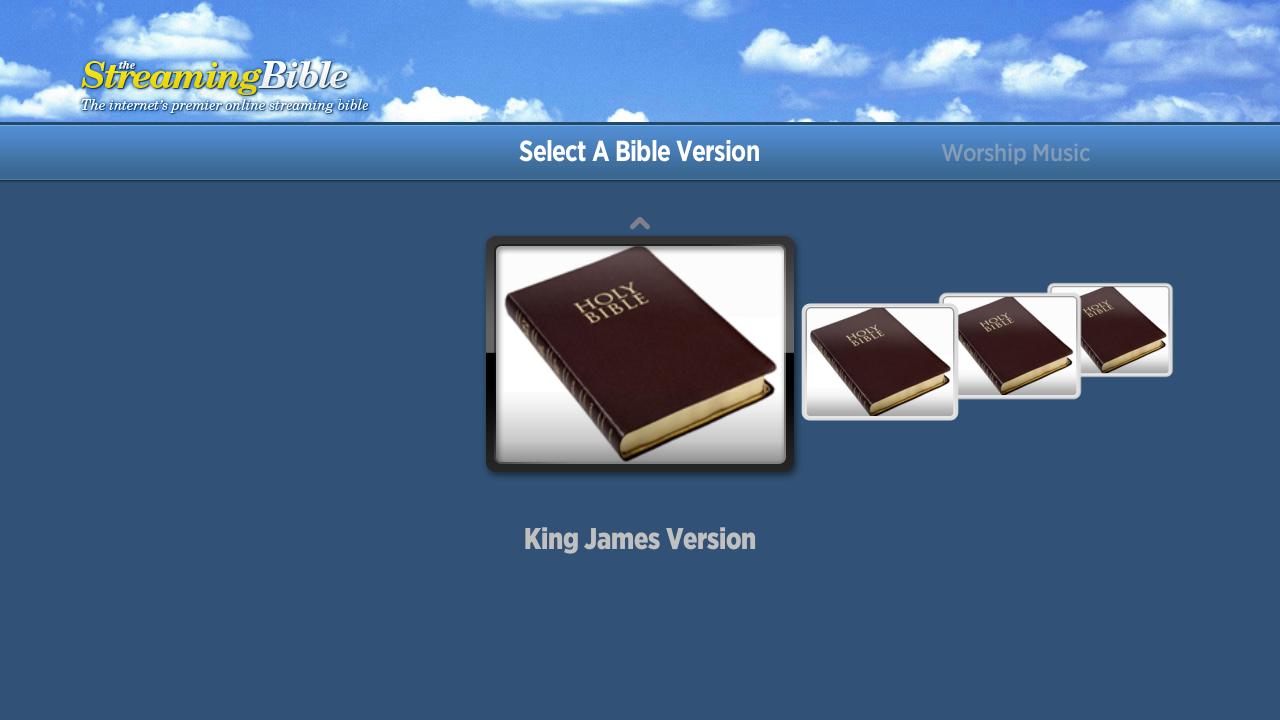 the
StreamingBible
The internet's premier online streaming bible
Select A Bible Version
Worship Music
HOLY
BIBLE
HOLY
BIBLE
HOLY
BIBLE
HOLY
BIBLE
King James Version